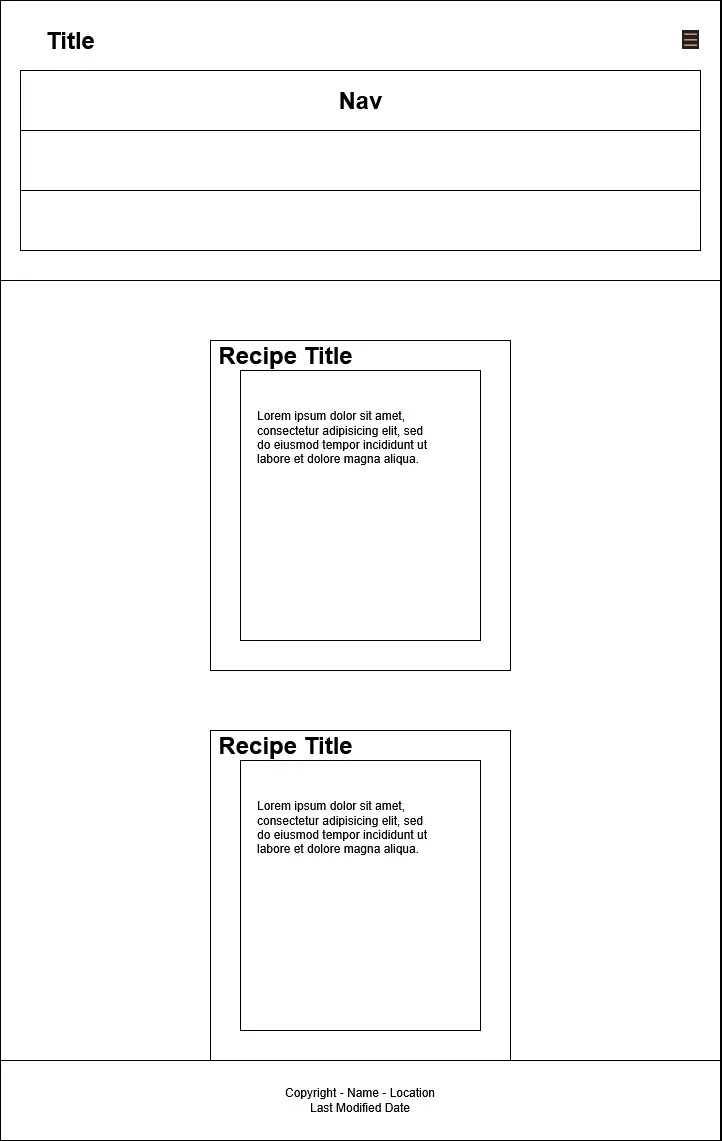 Title
Nav
Recipe Title
Lorem ipsum dolor sit amet,
consectetur adipisicing elit, sed
do eiusmod tempor incididunt ut
labore et dolore magna aliqua.
Recipe Title
Lorem ipsum dolor sit amet,
consectetur adipisicing elit, sed
do eiusmod tempor incididunt ut
labore et dolore magna aliqua.
Copyright - Name - Location
Last Modified Date